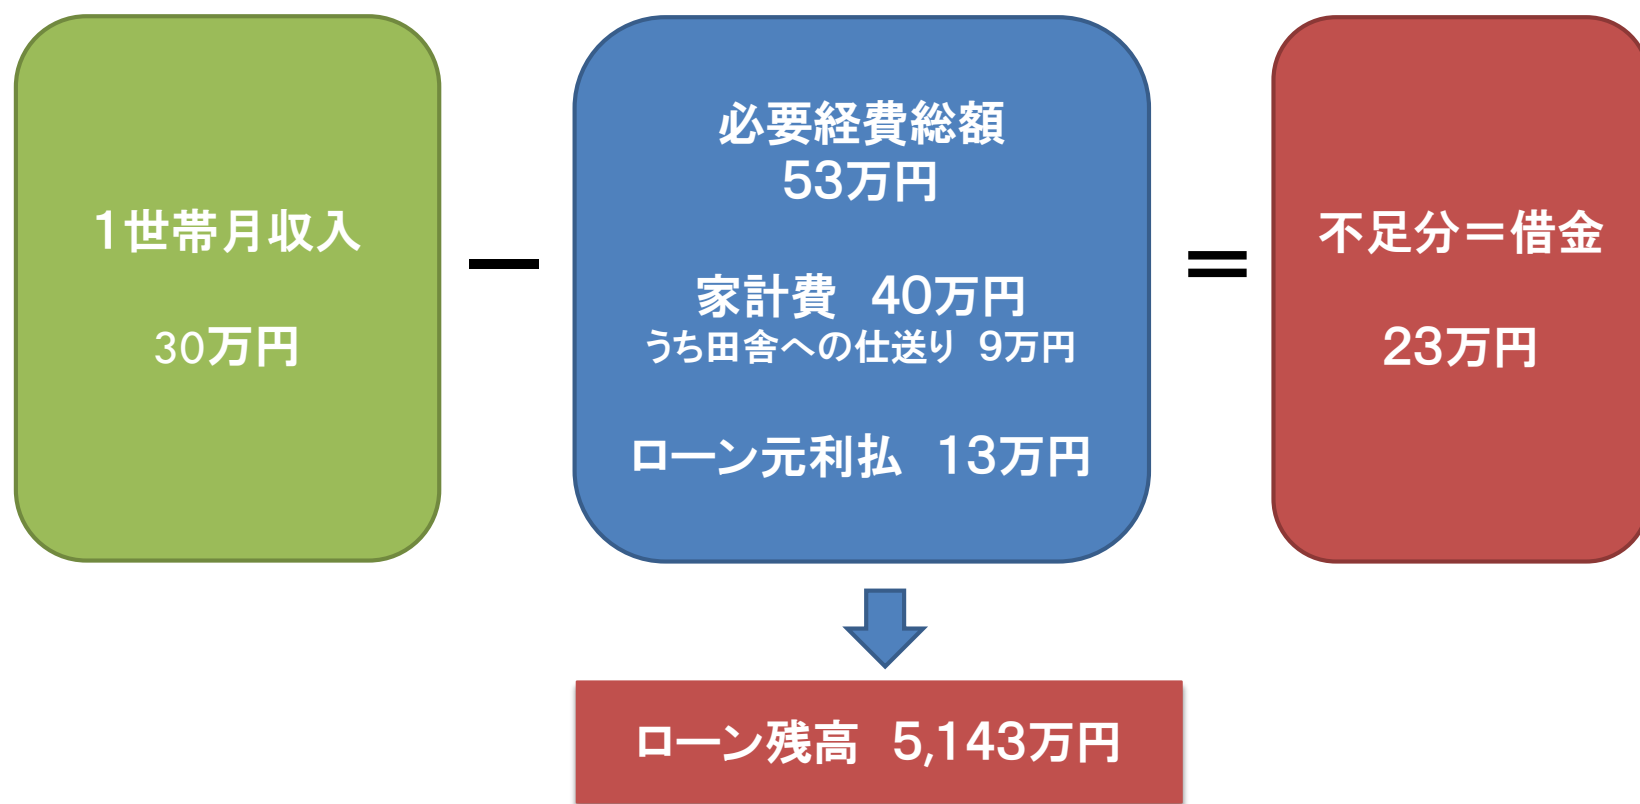 1世帯月収入
30万円
－
必要経費総額
53万円
家計費　40万円
うち田舎への仕送り 9万円
ローン元利払　13万円
＝
不足分＝借金
23万円
ローン残高　5,143万円